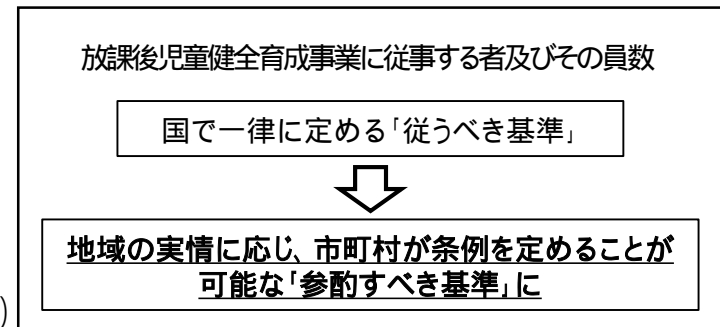 放課後児童健全育成事業に従事する者及びその員数
国で一律に定める「従うべき基準」
地域の実情に応じ、市町村が条例を定めることが
可能な「参酌すべき基準」に
)